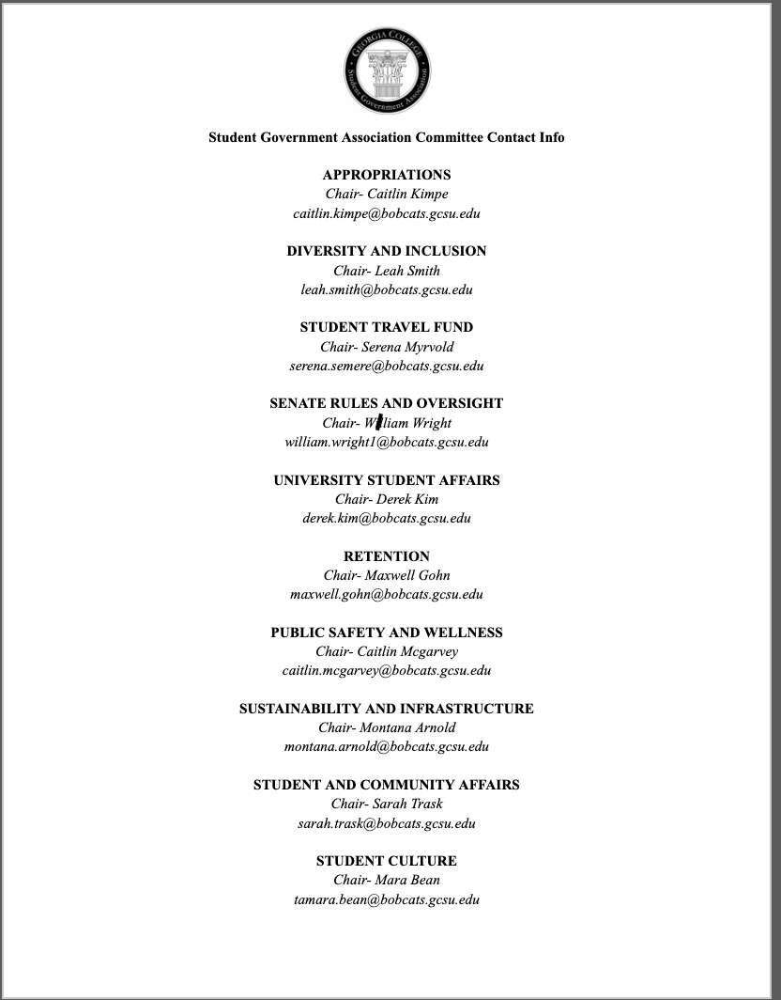 GEORGIA COLLEGE
Student Government Association
Student Government Association Committee Contact Info
APPROPRIATIONS
Chair- Caitlin Kimpe
caitlin.kimpe@bobcats.gcsu.edu
DIVERSITY AND INCLUSION
Chair- Leah Smith
leah.smith@bobcats.gcsu.edu
STUDENT TRAVEL FUND
Chair- Serena Myrvold
serena.semere@bobcats.gcsu.edu
SENATE RULES AND OVERSIGHT
Chair- William Wright
william.wright1@bobcats.gcsu.edu
UNIVERSITY STUDENT AFFAIRS
Chair- Derek Kim
derek.kim@bobcats.gcsu.edu
RETENTION
Chair- Maxwell Gohn
maxwell.gohn@bobcats.gcsu.edu
PUBLIC SAFETY AND WELLNESS
Chair- Caitlin Mcgarvey
caitlin.mcgarvey@bobcats.gcsu.edu
SUSTAINABILITY AND INFRASTRUCTURE
Chair- Montana Arnold
montana.arnold@bobcats.gcsu.edu
STUDENT AND COMMUNITY AFFAIRS
Chair- Sarah Trask
sarah.trask@bobcats.gcsu.edu
STUDENT CULTURE
Chair- Mara Bean
tamara.bean@bobcats.gcsu.edu